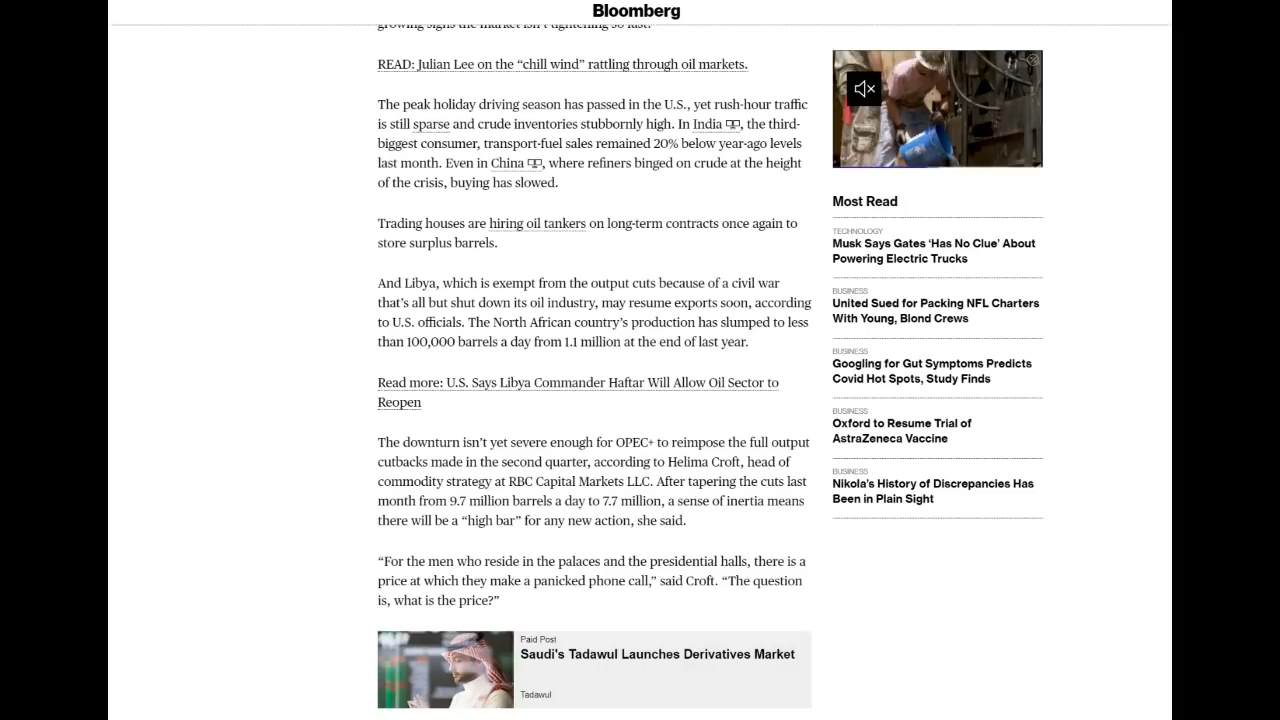 Bloomberg
growing signs the market isn't tightening so fast.
READ: Julian Lee on the “chill wind” rattling through oil markets.
The peak holiday driving season has passed in the U.S., yet rush-hour traffic
is still sparse and crude inventories stubbornly high. In India, the third-
biggest consumer, transport-fuel sales remained 20% below year-ago levels
last month. Even in China, where refiners binged on crude at the height
of the crisis, buying has slowed.
Trading houses are hiring oil tankers on long-term contracts once again to
store surplus barrels.
And Libya, which is exempt from the output cuts because of a civil war
that’s all but shut down its oil industry, may resume exports soon, according
to U.S. officials. The North African country’s production has slumped to less
than 100,000 barrels a day from 1.1 million at the end of last year.
Read more: U.S. Says Libya Commander Haftar Will Allow Oil Sector to
Reopen
The downturn isn’t yet severe enough for OPEC+ to reimpose the full output
cutbacks made in the second quarter, according to Helima Croft, head of
commodity strategy at RBC Capital Markets LLC. After tapering the cuts last
month from 9.7 million barrels a day to 7.7 million, a sense of inertia means
there will be a “high bar” for any new action, she said.
“For the men who reside in the palaces and the presidential halls, there is a
price at which they make a panicked phone call,” said Croft. “The question
is, what is the price?”
Paid Post
Saudi's Tadawul Launches Derivatives Market
Tadawul
Most Read
TECHNOLOGY
Musk Says Gates ‘Has No Clue’ About
Powering Electric Trucks
BUSINESS
United Sued for Packing NFL Charters
With Young, Blond Crews
BUSINESS
Googling for Gut Symptoms Predicts
Covid Hot Spots, Study Finds
BUSINESS
Oxford to Resume Trial of
AstraZeneca Vaccine
BUSINESS
Nikola’s History of Discrepancies Has
Been in Plain Sight